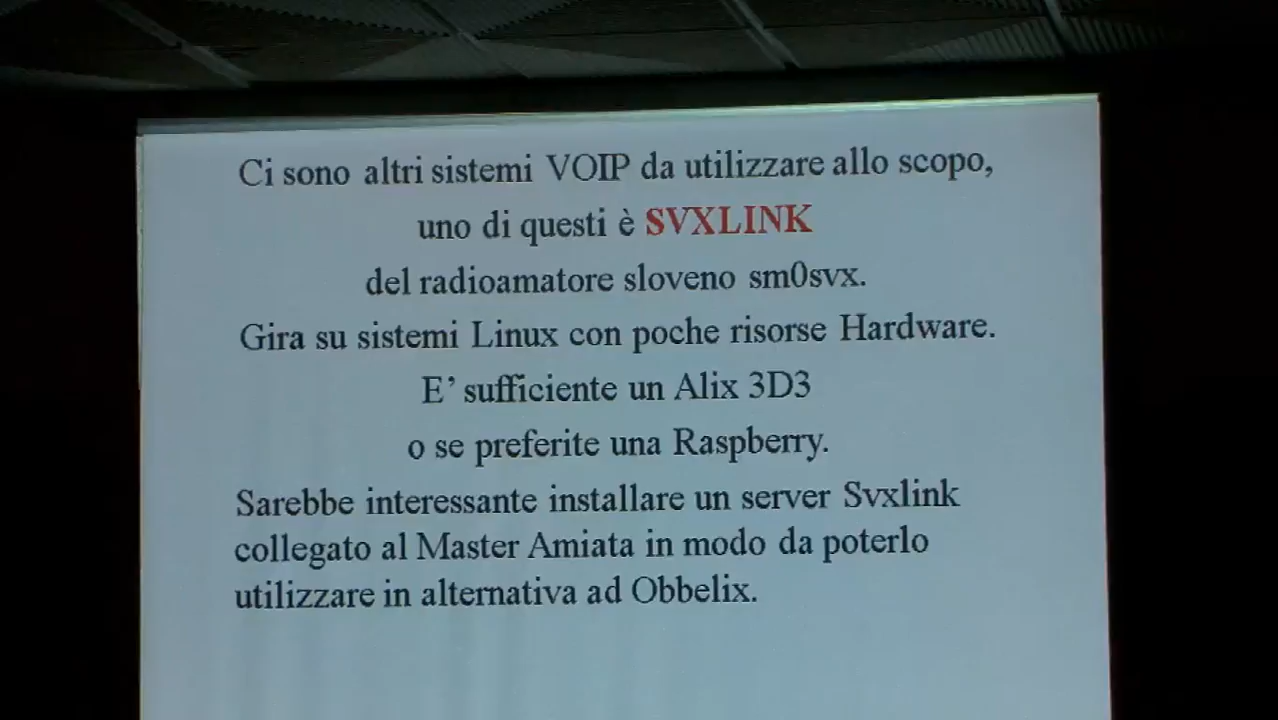 Ci sono altri sistemi VOIP da utilizzare allo scopo,
uno di questi è SVXLINK
del radioamatore sloveno sm0svx.
Gira su sistemi Linux con poche risorse Hardware.
E’ sufficiente un Alix 3D3
o se preferite una Raspberry.
Sarebbe interessante installare un server Svxlink
collegato al Master Amiata in modo da poterlo
utilizzare in alternativa ad Obbelix.